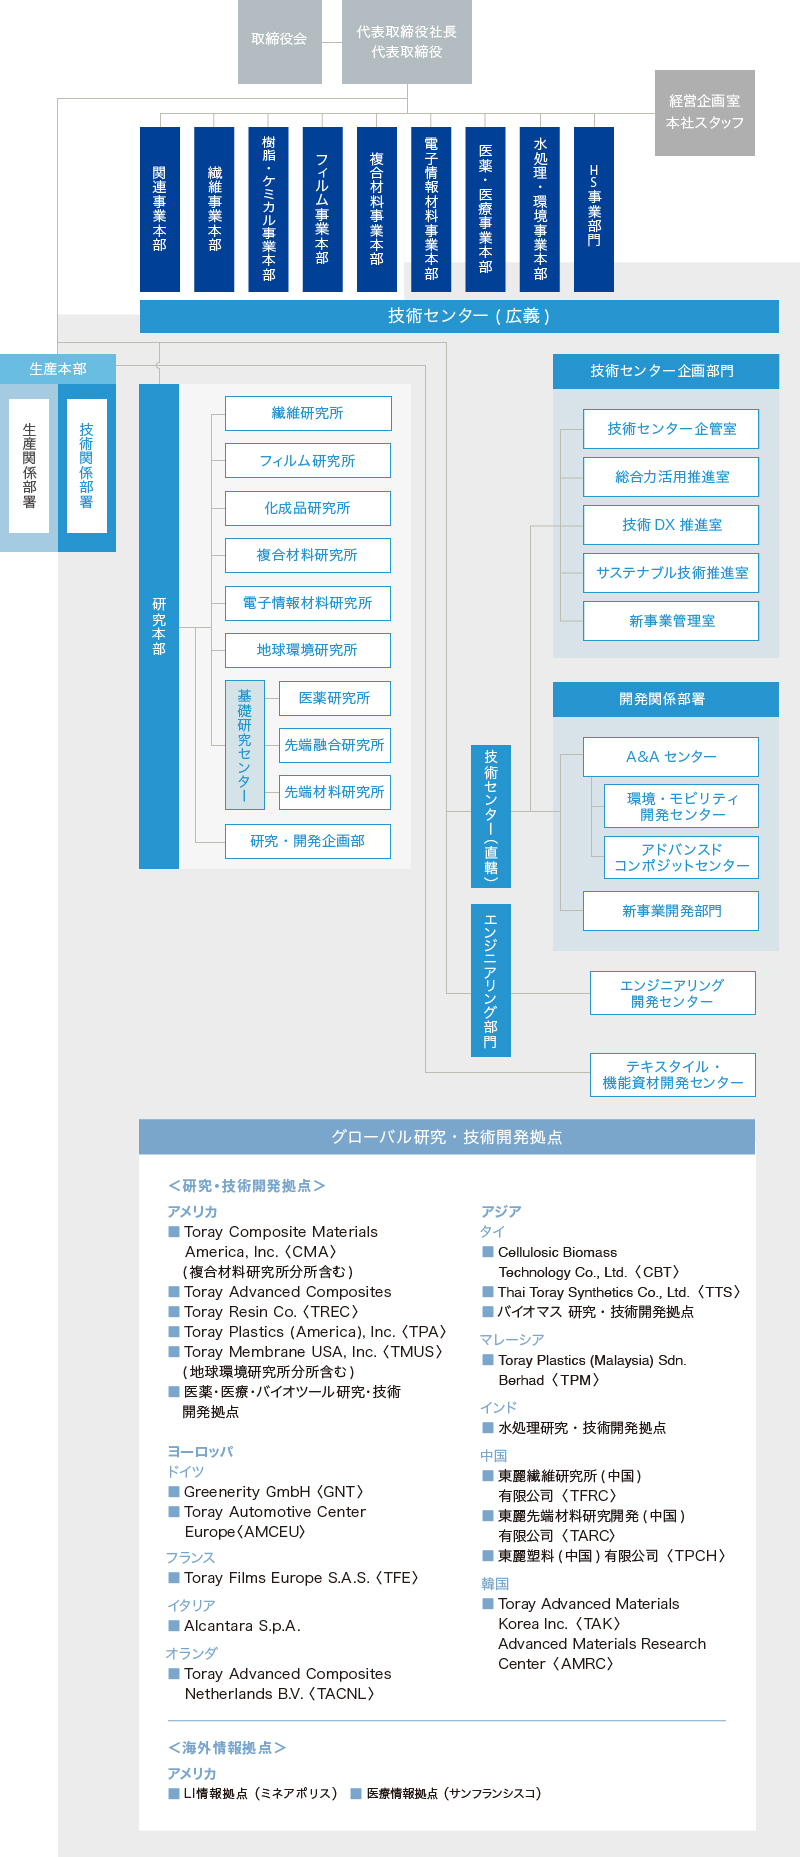 取締役会
代表取締役社長
代表取締役
経営企画室
本社スタッフ
関連事業本部
繊維事業本部
樹脂・ケミカル事業本部
フィルム事業本部
複合材料事業本部
電子情報材料事業本部
医薬・医療事業本部
水処理・環境事業本部
HS事業部門
技術センター（広義）
生産本部
生産関係部署
技術関係部署
研究本部
繊維研究所
フィルム研究所
化成品研究所
複合材料研究所
電子情報材料研究所
地球環境研究所
基礎研究センター
医薬研究所
先端融合研究所
先端材料研究所
研究・開発企画部
技術センター企画部門
技術センター企管室
総合力活用推進室
技術DX推進室
サステナブル技術推進室
新事業管理室
技術センター（直轄）
開発関係部署
A&Aセンター
環境・モビリティ
開発センター
アドバンスド
コンポジットセンター
新事業開発部門
エンジニアリング部門
エンジニアリング
開発センター
テキスタイル・
機能資材開発センター
グローバル研究・技術開発拠点
＜研究・技術開発拠点＞
アメリカ
■ Toray Composite Materials
America, Inc.〈CMA〉
(複合材料研究所分所含む)
■ Toray Advanced Composites
■ Toray Resin Co.〈TREC〉
■ Toray Plastics (America), Inc.〈TPA〉
■ Toray Membrane USA, Inc.〈TMUS〉
(地球環境研究所分所含む)
■ 医薬・医療・バイオツール研究・技術
開発拠点
ヨーロッパ
ドイツ
■ Greenerity GmbH〈GNT〉
■ Toray Automotive Center
Europe〈AMCEU〉
フランス
■ Toray Films Europe S.A.S.〈TFE〉
イタリア
■ Alcantara S.p.A.
オランダ
■ Toray Advanced Composites
Netherlands B.V.〈TACNL〉
アジア
タイ
■ Cellulosic Biomass
Technology Co., Ltd.〈CBT〉
■ Thai Toray Synthetics Co., Ltd.〈TTS〉
■ バイオマス 研究・技術開発拠点
マレーシア
■ Toray Plastics (Malaysia) Sdn.
Berhad〈TPM〉
インド
■ 水処理研究・技術開発拠点
中国
■ 東麗繊維研究所(中国)
有限公司〈TFRC〉
■ 東麗先端材料研究開発(中国)
有限公司〈TARC〉
■ 東麗塑料(中国)有限公司〈TPCH〉
韓国
■ Toray Advanced Materials
Korea Inc.〈TAK〉
Advanced Materials Research
Center〈AMRC〉
＜海外情報拠点＞
アメリカ
■ LI情報拠点（ミネアポリス） ■ 医療情報拠点（サンフランシスコ）